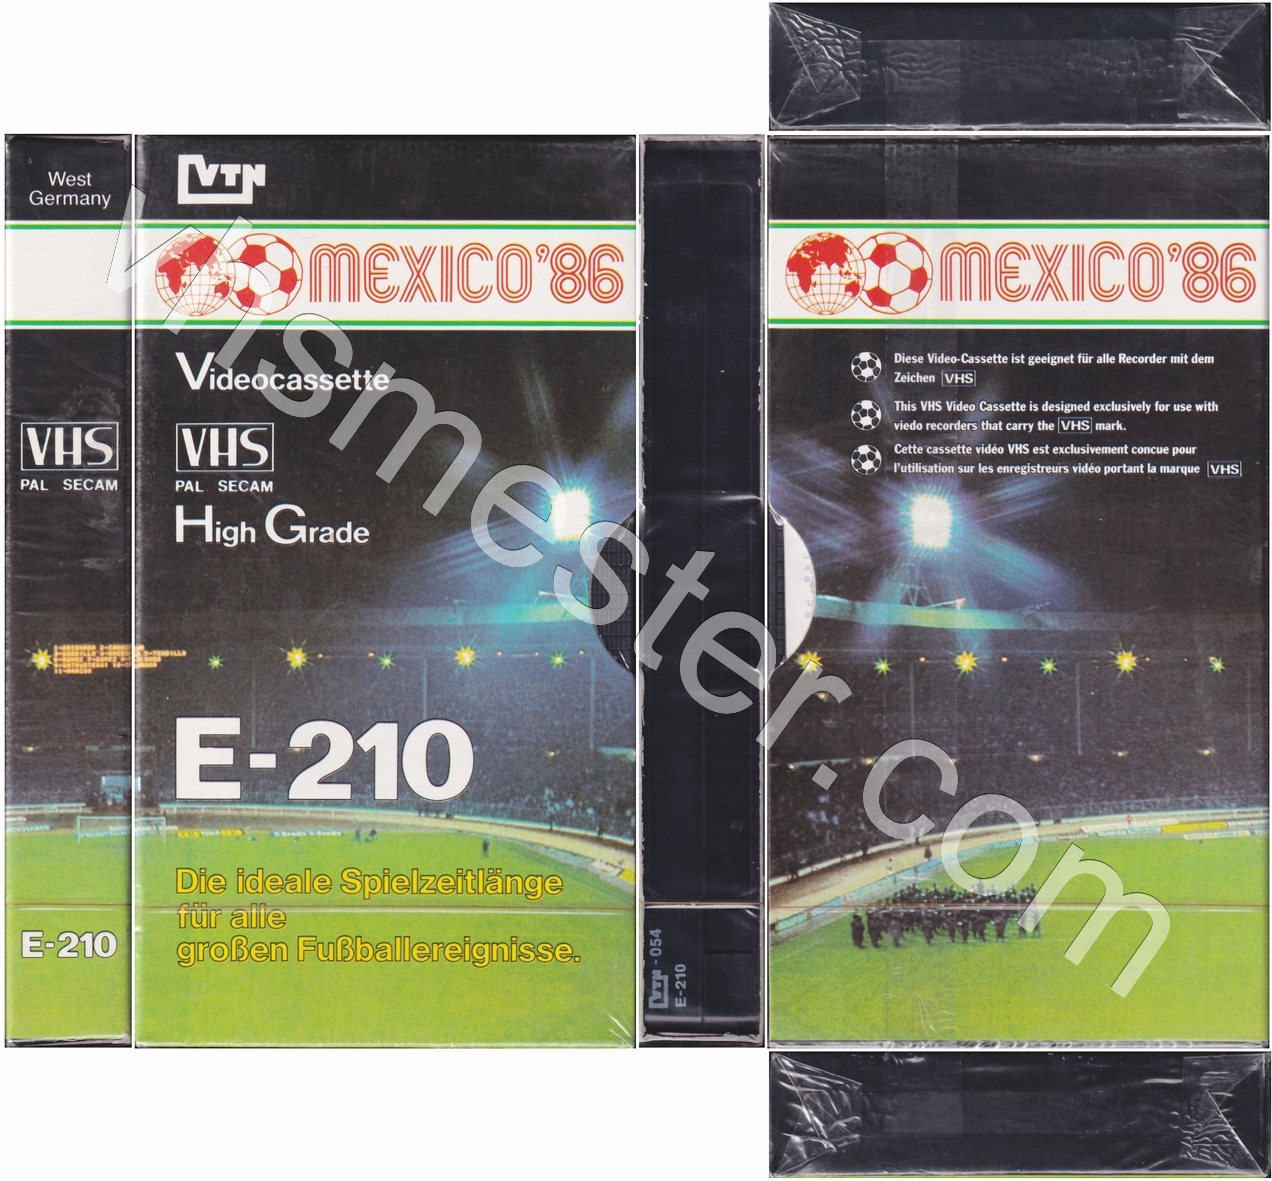 West
Germany
VHS
PAL SECAM
E-210
VTN
MEXICO'86
Videocassette
VHS
PAL SECAM
High Grade
E-210
Die ideale Spielzeitlänge
für alle
großen Fußballereignisse.
VTN - 054
E-210
MEXICO'86
Diese Video-Cassette ist geeignet für alle Recorder mit dem
Zeichen VHS
This VHS Video Cassette is designed exclusively for use with
viedo recorders that carry the VHS mark.
Cette cassette vidéo VHS est exclusivement concue pour
l'utilisation sur les enregistreurs vidéo portant la marque VHS
vhsmester.com